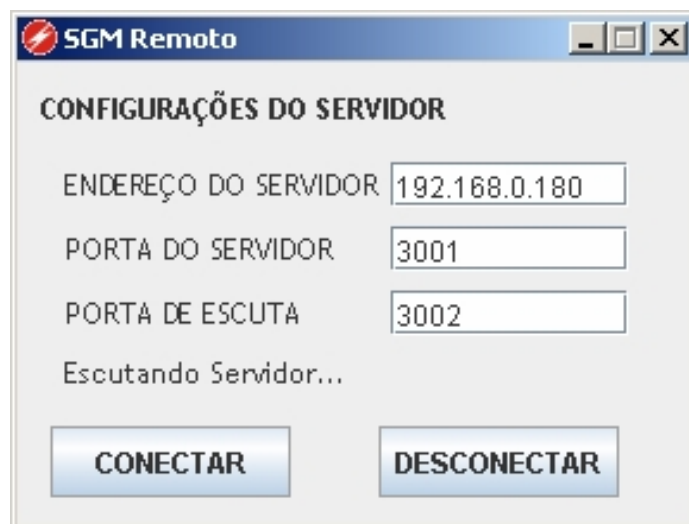 SGM Remoto
CONFIGURAÇÕES DO SERVIDOR
ENDEREÇO DO SERVIDOR 192.168.0.180
PORTA DO SERVIDOR 3001
PORTA DE ESCUTA 3002
Escutando Servidor...
CONECTAR DESCONECTAR